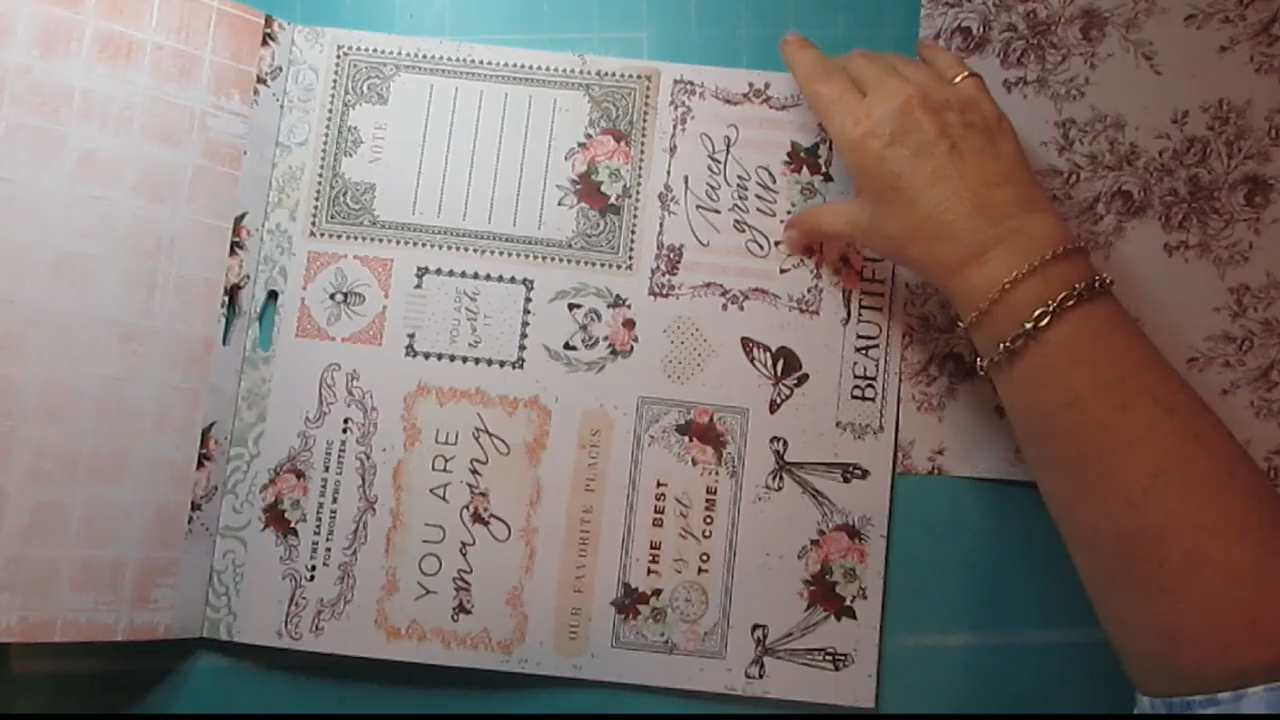 NOTE
Never
grow
up
YOU ARE
worth
IT
BEAUTIF
“THE EARTH HAS MUSIC
FOR THOSE WHO LISTEN.”
YOU ARE
amazing
OUR FAVORITE PLACES
THE BEST
is yet
TO COME.